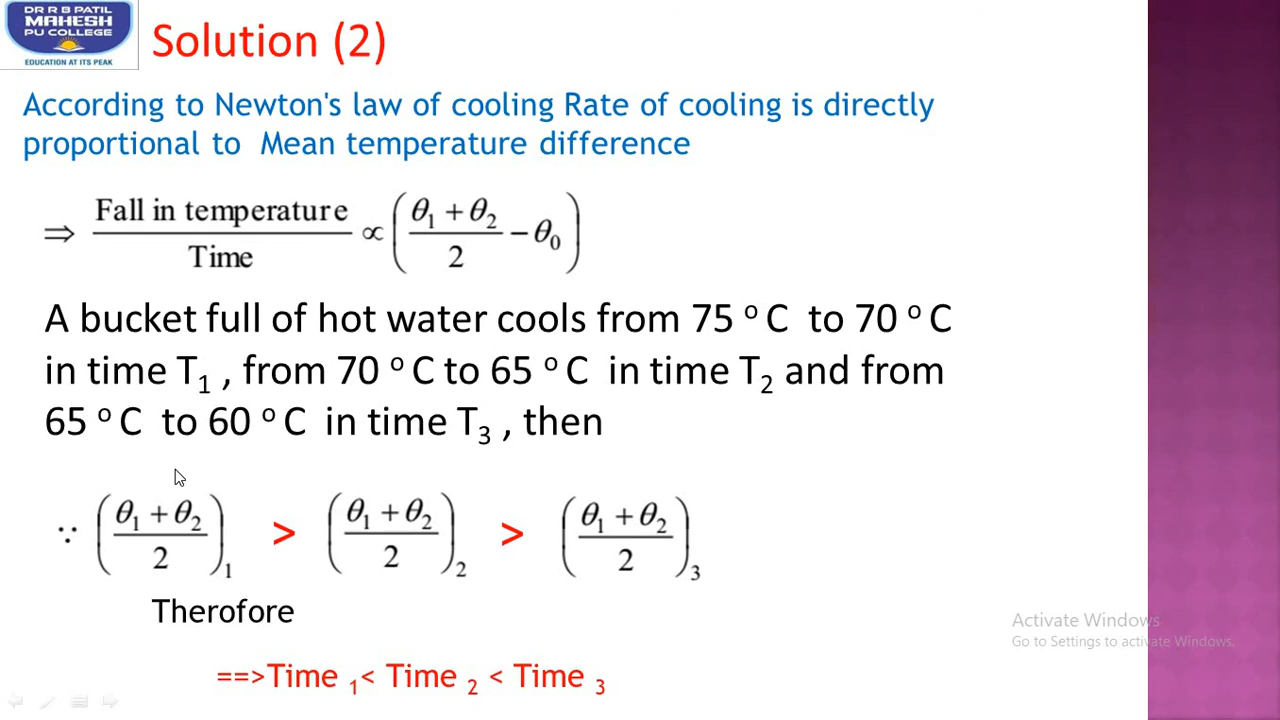 DR R B PATIL
MAHESH
PU COLLEGE
EDUCATION AT ITS PEAK
Solution (2)
According to Newton's law of cooling Rate of cooling is directly
proportional to Mean temperature difference
⇒ Fall in temperature / Time ∝ ( (θ₁ + θ₂) / 2 − θ₀ )
A bucket full of hot water cools from 75 ᵒ C to 70 ᵒ C
in time T₁ , from 70 ᵒ C to 65 ᵒ C in time T₂ and from
65 ᵒ C to 60 ᵒ C in time T₃ , then
∵ ( (θ₁ + θ₂) / 2 )₁ > ( (θ₁ + θ₂) / 2 )₂ > ( (θ₁ + θ₂) / 2 )₃
Therofore
==>Time ₁< Time ₂ < Time ₃
Activate Windows
Go to Settings to activate Windows.